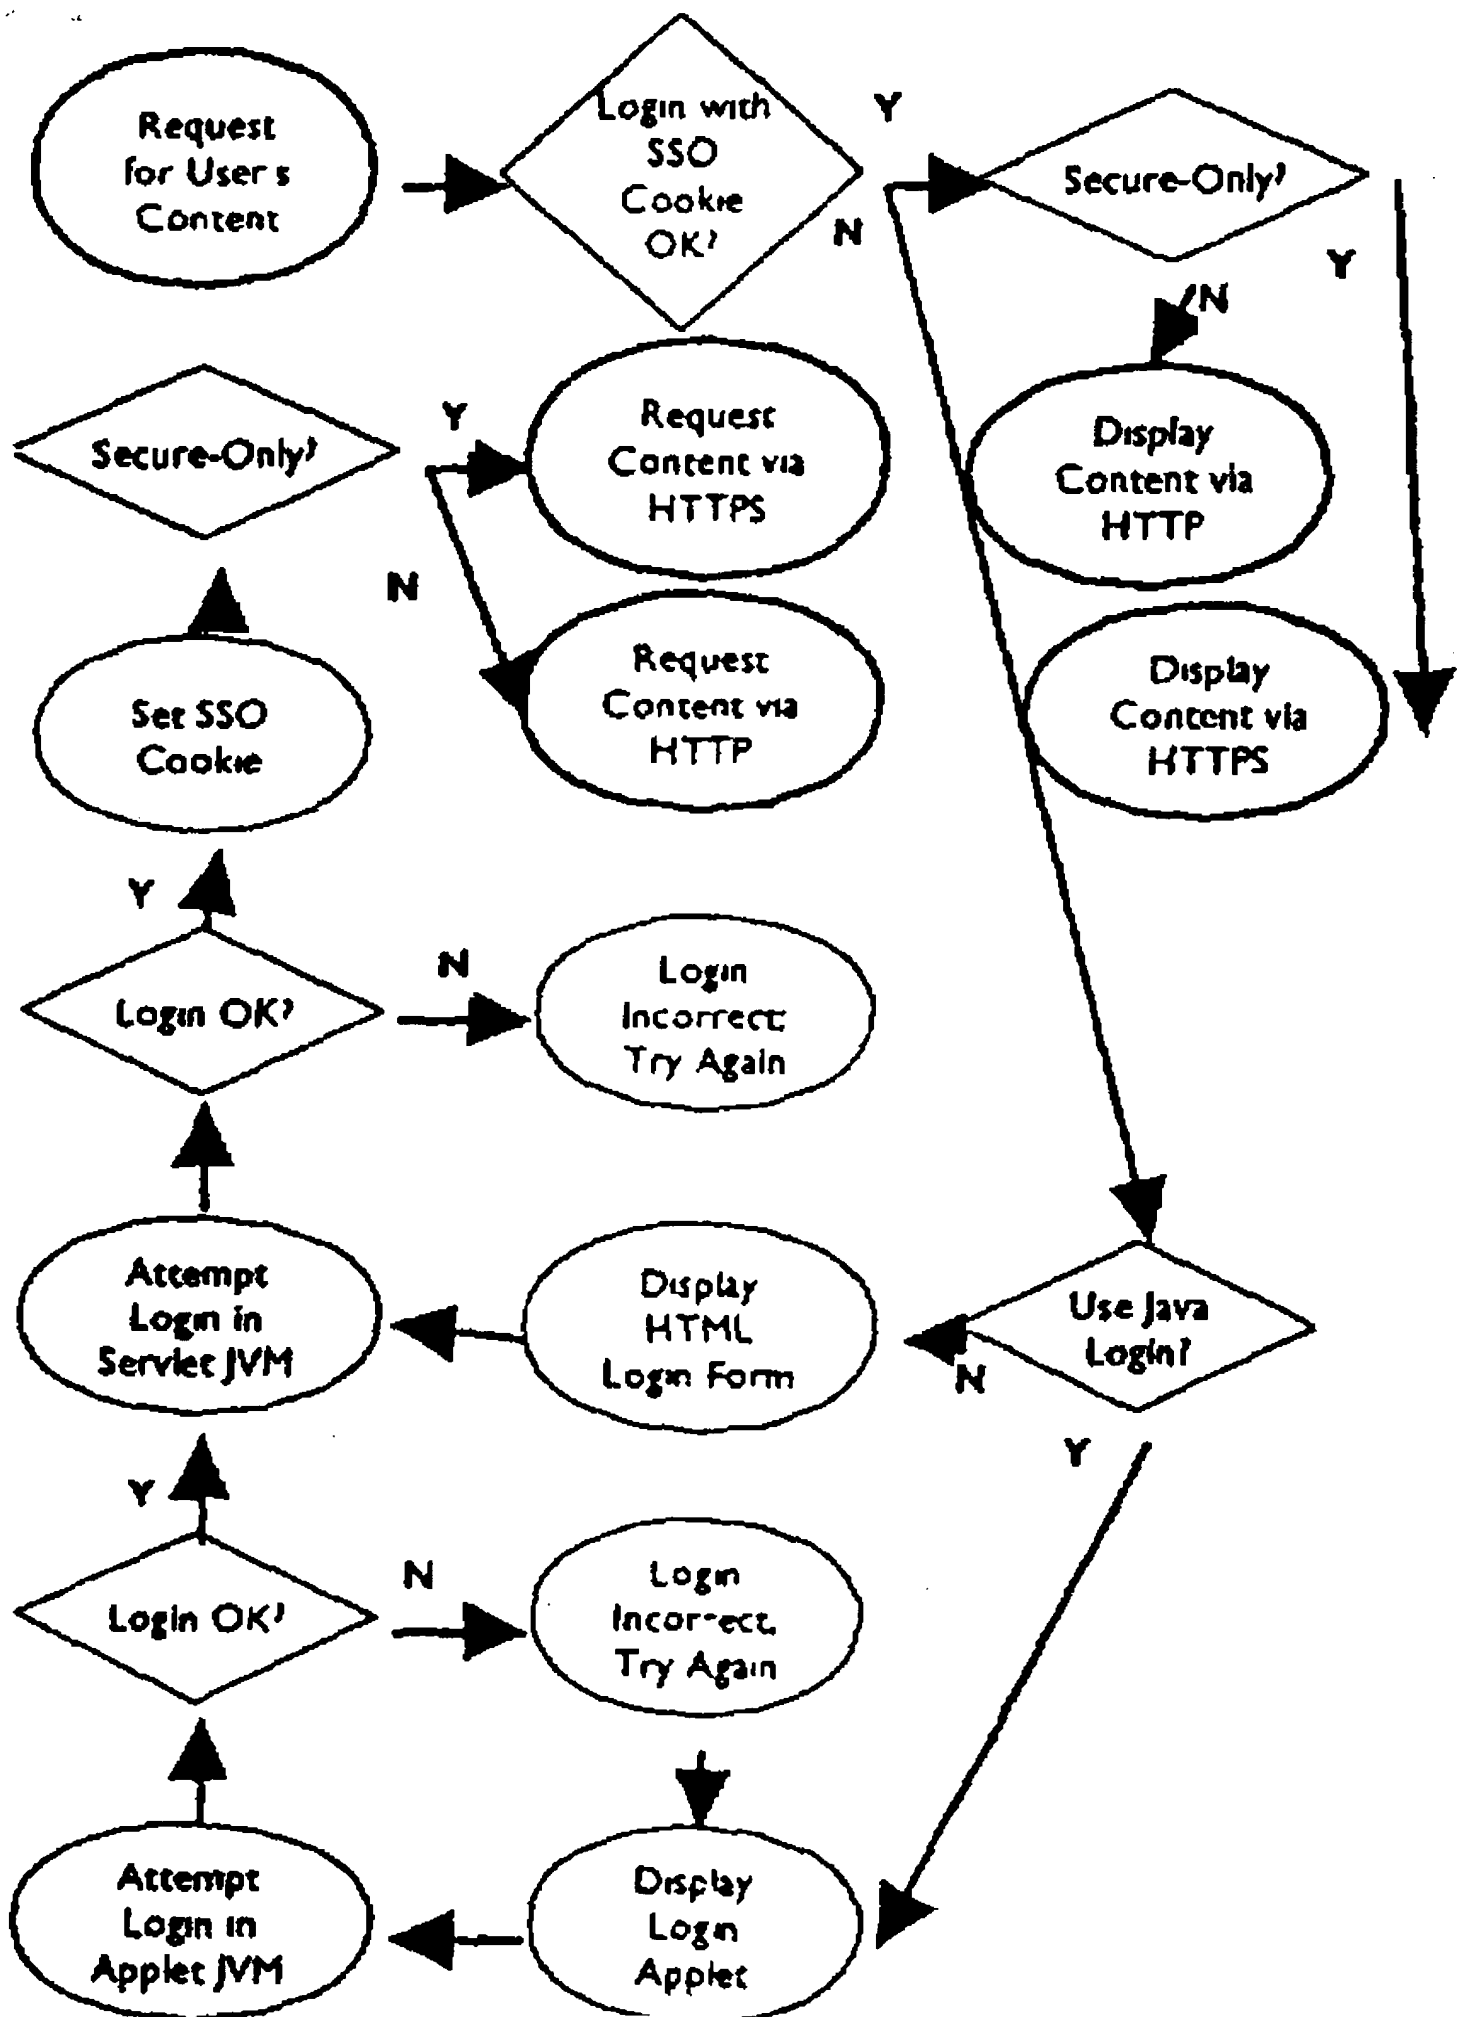 Request
for User's
Content
Login with
SSO
Cookie
OK?
Y
N
Secure-Only?
Y
N
Secure-Only?
Y
N
Request
Content via
HTTPS
Display
Content via
HTTP
Request
Content via
HTTP
Display
Content via
HTTPS
Set SSO
Cookie
Y
Login OK?
N
Login
Incorrect;
Try Again
Attempt
Login in
Servlet JVM
Display
HTML
Login Form
Use Java
Login?
N
Y
Y
Login OK?
N
Login
Incorrect,
Try Again
Attempt
Login in
Applet JVM
Display
Login
Applet